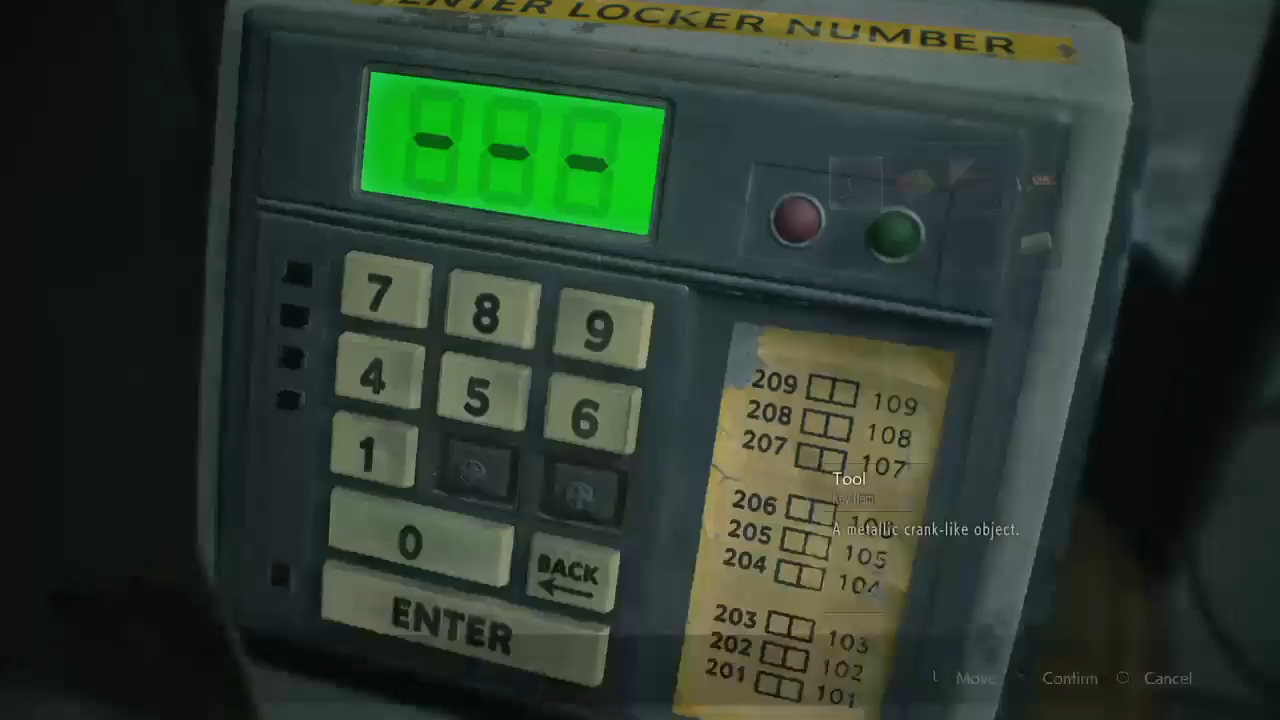 ENTER LOCKER NUMBER
7 8 9
4 5 6
1
0 BACK
ENTER
209 109
208 108
207 107
206
205 105
204 104
203 103
202 102
201 101
Tool
Key Item
A metallic crank-like object.
Move Confirm Cancel